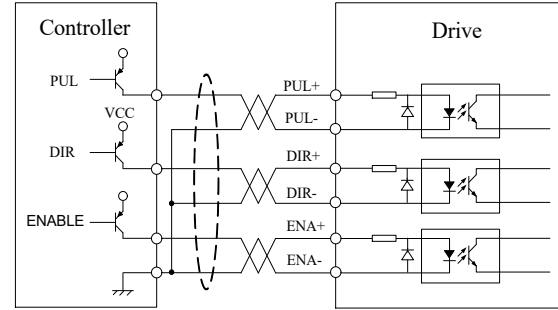 Controller
Drive
PUL
VCC
DIR
ENABLE
PUL+
PUL-
DIR+
DIR-
ENA+
ENA-